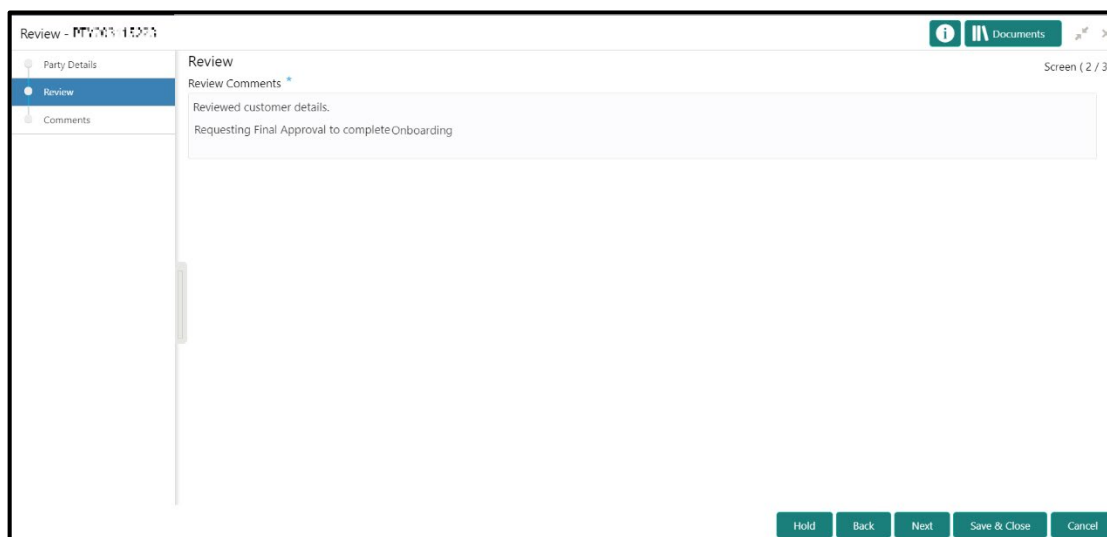 Review -
Documents
Party Details
Review
Comments
Review
Screen ( 2 / 3
Review Comments *
Reviewed customer details.
Requesting Final Approval to complete Onboarding
Hold Back Next Save & Close Cancel